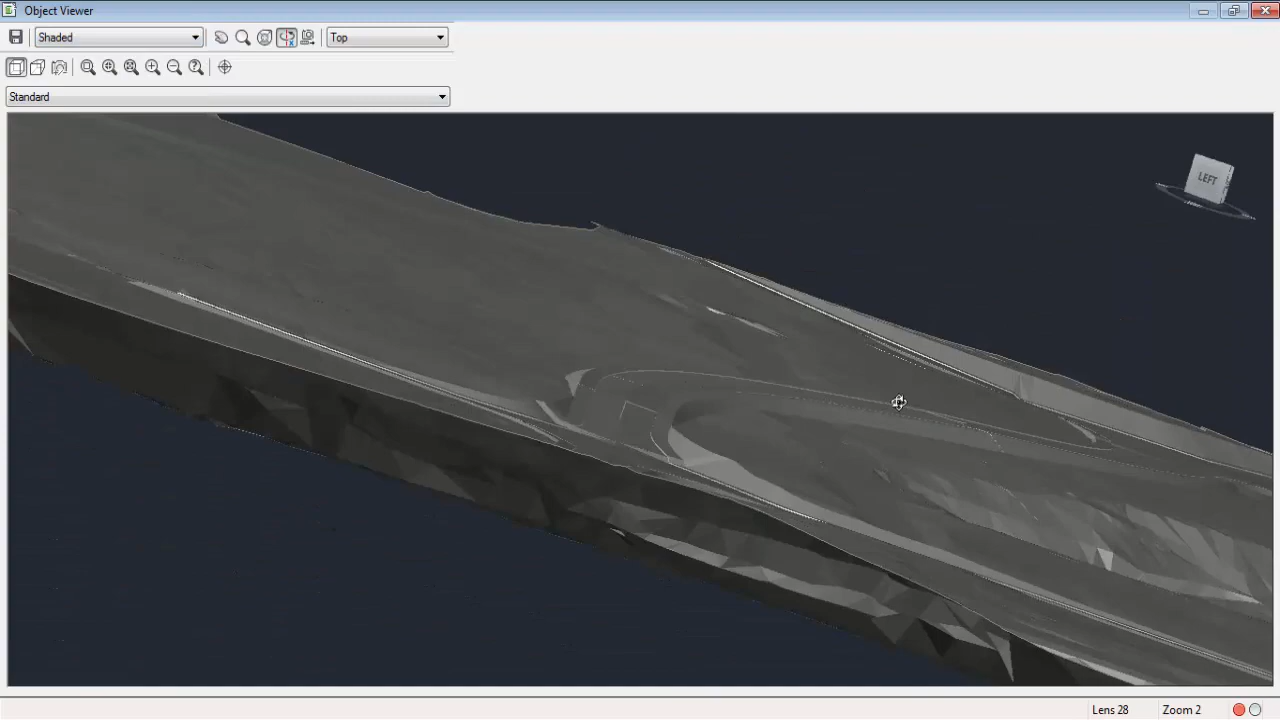 Object Viewer
Shaded
Top
Standard
LEFT
Lens 28
Zoom 2